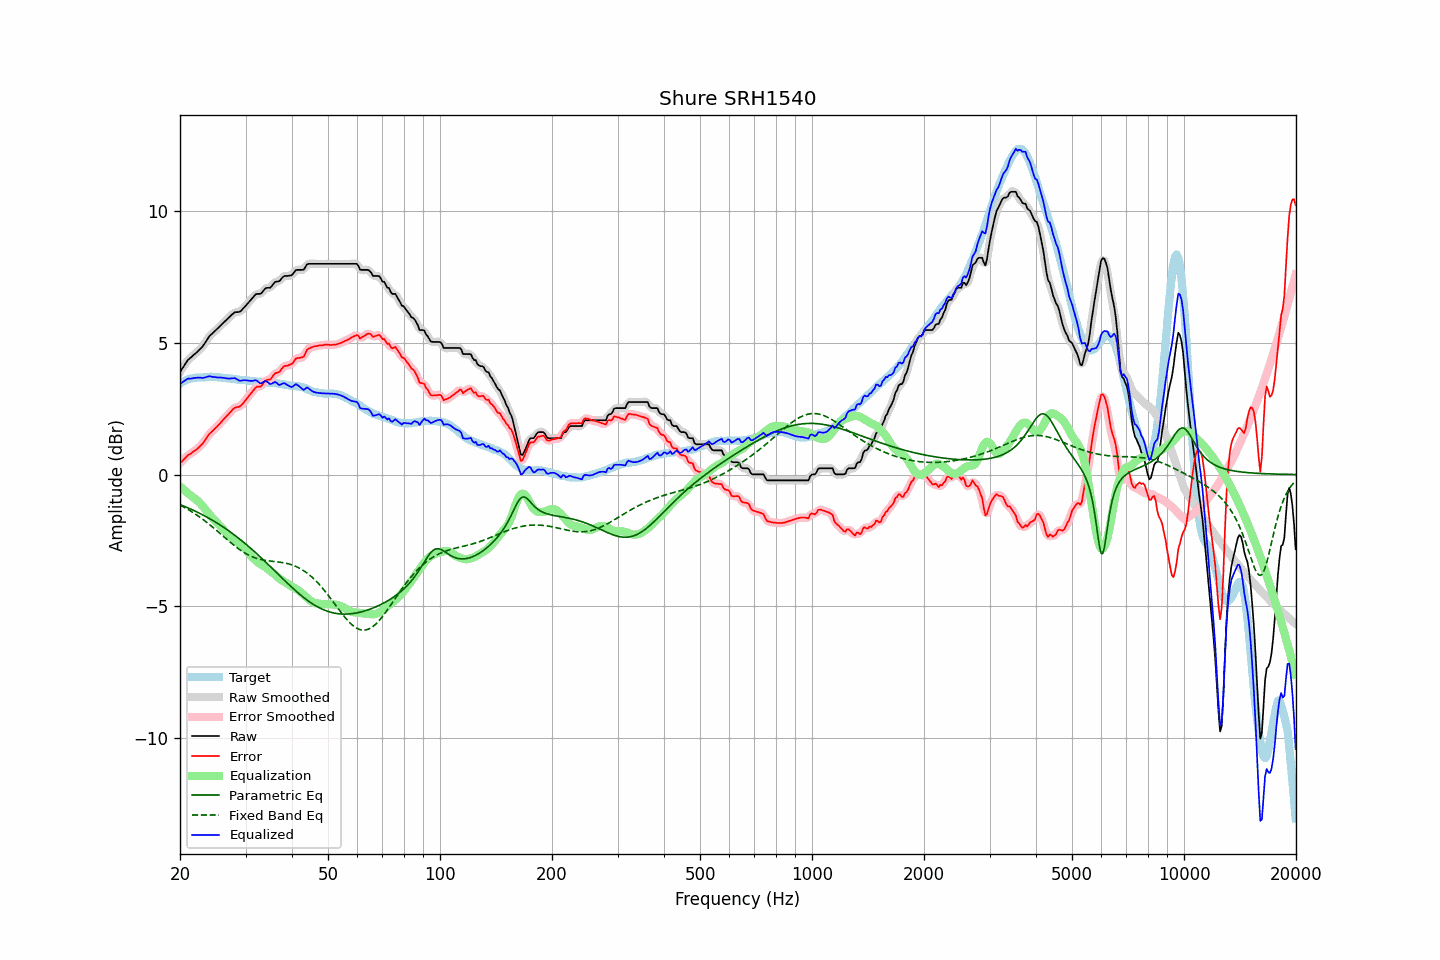 Shure SRH1540
Amplitude (dBr)
10
5
0
−5
−10
Target
Raw Smoothed
Error Smoothed
Raw
Error
Equalization
Parametric Eq
Fixed Band Eq
Equalized
20 50 100 200 500 1000 2000 5000 10000 20000
Frequency (Hz)